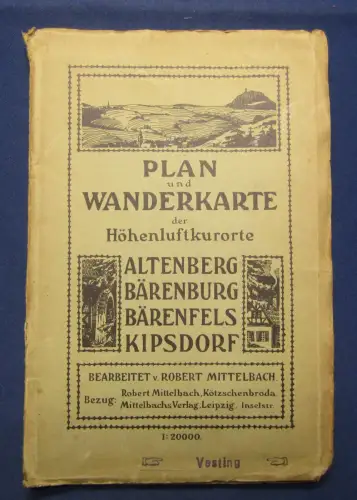 PLAN
und
WANDERKARTE
der
Höhenluftkurorte
ALTENBERG
BÄRENBURG
BÄRENFELS
KIPSDORF
BEARBEITET v. ROBERT MITTELBACH
Bezug: Robert Mittelbach, Kötzschenbroda
Mittelbachs Verlag, Leipzig, Inselstr.
1:20000.
Vesting